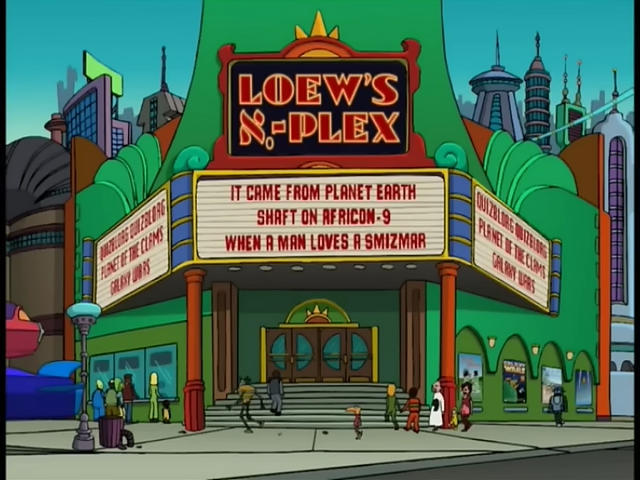 LOEW'S
ℵ₀-PLEX
IT CAME FROM PLANET EARTH
SHAFT ON AFRICON-9
WHEN A MAN LOVES A SMIZMAR
QUIZBLORG QUIZBLORG
PLANET OF THE CLAMS
GALAXY WARS
QUIZBLORG QUIZBLORG
PLANET OF THE CLAMS
GALAXY WARS